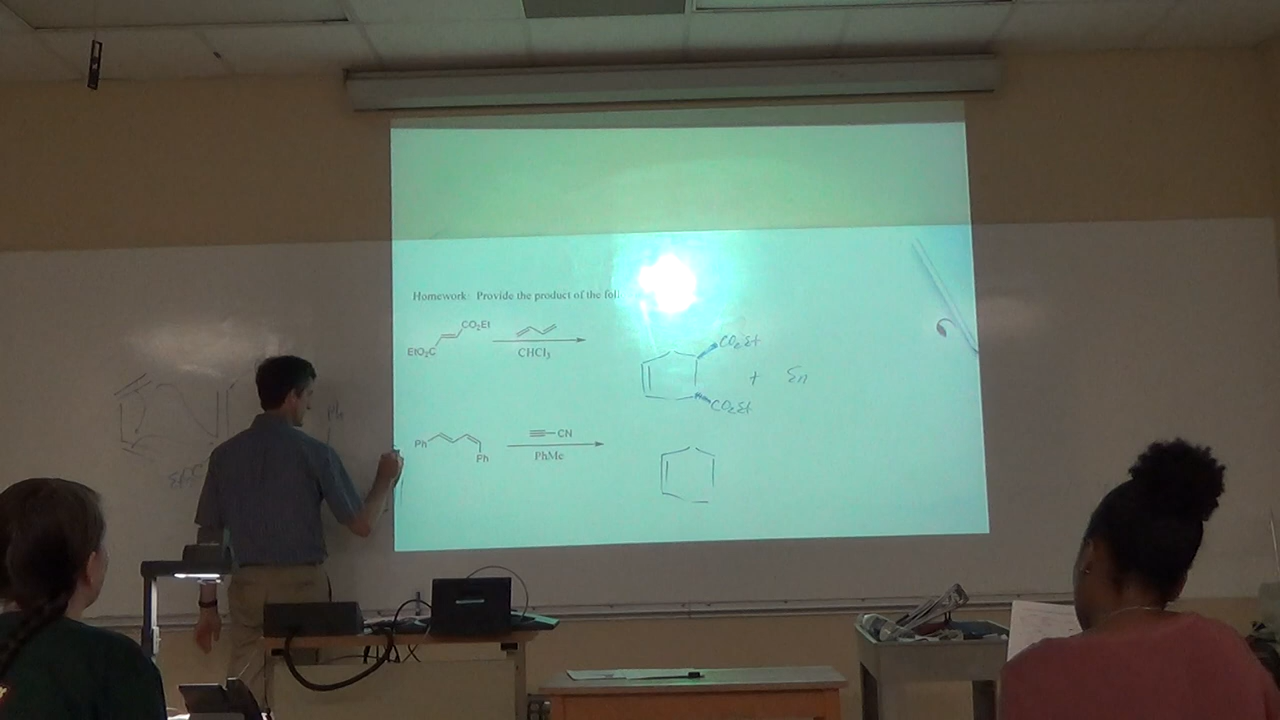 Homework: Provide the product of the foll
CO₂Et
EtO₂C
CHCl₃
CO₂Et
+ En
CO₂Et
Ph
Ph
CN
PhMe
Ph